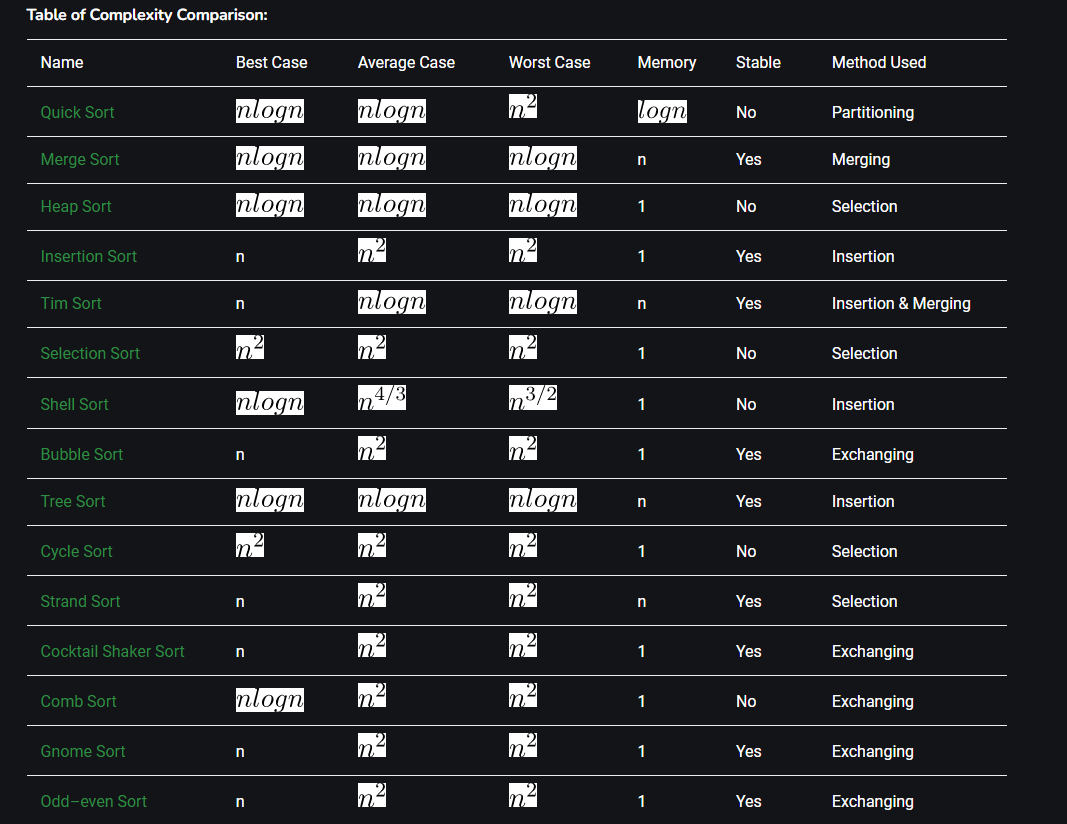 Table of Complexity Comparison:
Name Best Case Average Case Worst Case Memory Stable Method Used
Quick Sort nlogn nlogn n^2 logn No Partitioning
Merge Sort nlogn nlogn nlogn n Yes Merging
Heap Sort nlogn nlogn nlogn 1 No Selection
Insertion Sort n n^2 n^2 1 Yes Insertion
Tim Sort n nlogn nlogn n Yes Insertion & Merging
Selection Sort n^2 n^2 n^2 1 No Selection
Shell Sort nlogn n^4/3 n^3/2 1 No Insertion
Bubble Sort n n^2 n^2 1 Yes Exchanging
Tree Sort nlogn nlogn nlogn n Yes Insertion
Cycle Sort n^2 n^2 n^2 1 No Selection
Strand Sort n n^2 n^2 n Yes Selection
Cocktail Shaker Sort n n^2 n^2 1 Yes Exchanging
Comb Sort nlogn n^2 n^2 1 No Exchanging
Gnome Sort n n^2 n^2 1 Yes Exchanging
Odd–even Sort n n^2 n^2 1 Yes Exchanging